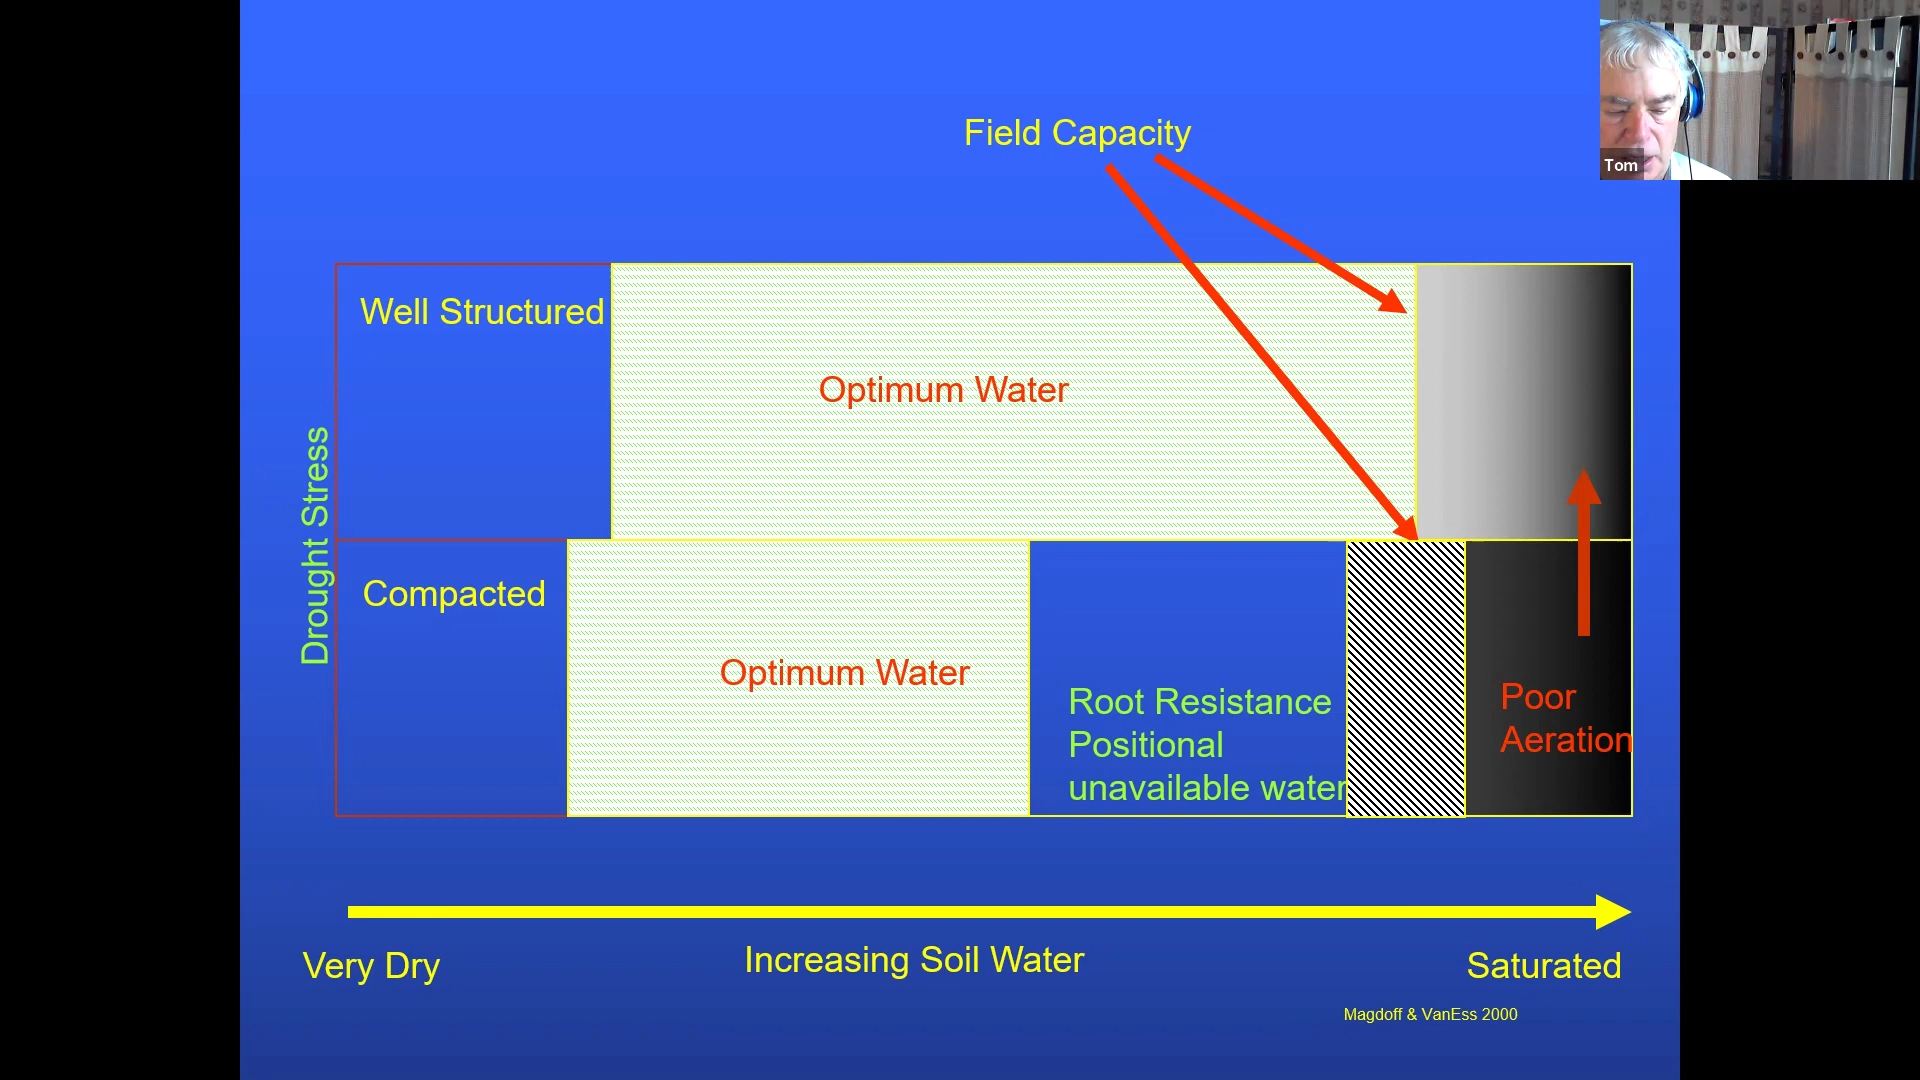 Field Capacity
Tom
Well Structured
Optimum Water
Drought Stress
Compacted
Optimum Water
Root Resistance
Positional
unavailable water
Poor
Aeration
Very Dry
Increasing Soil Water
Saturated
Magdoff & VanEss 2000